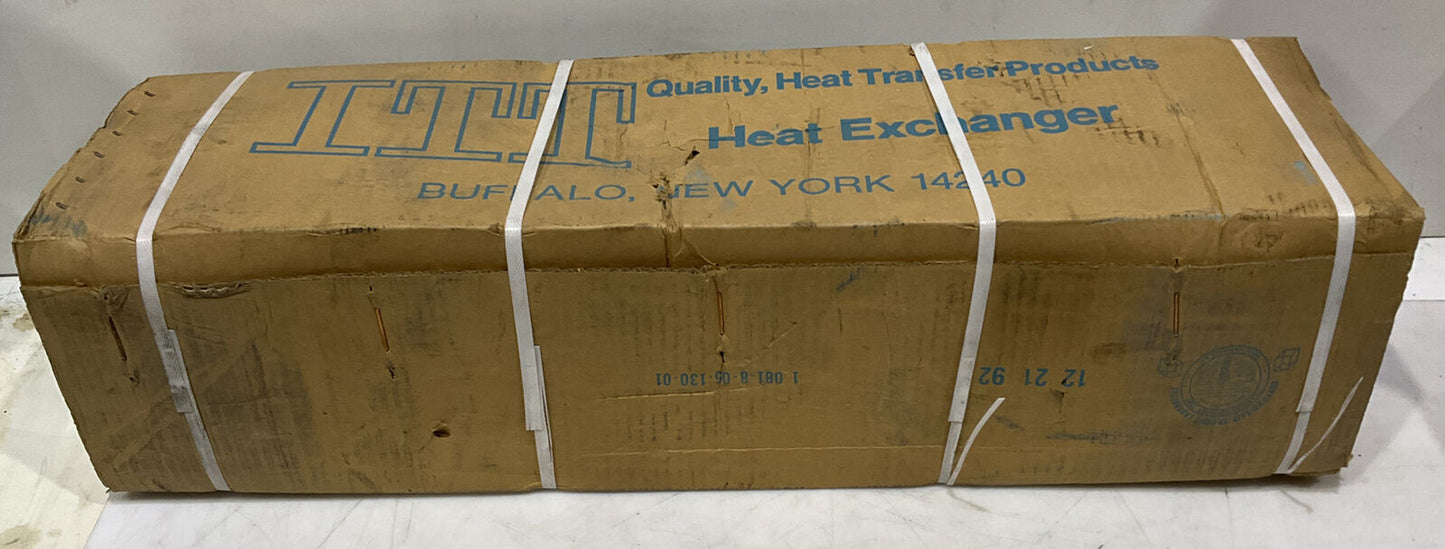 ITT
Quality, Heat Transfer Products
Heat Exchanger
BUFFALO, NEW YORK 14240
1 081-8-05-130-01
12 21 92